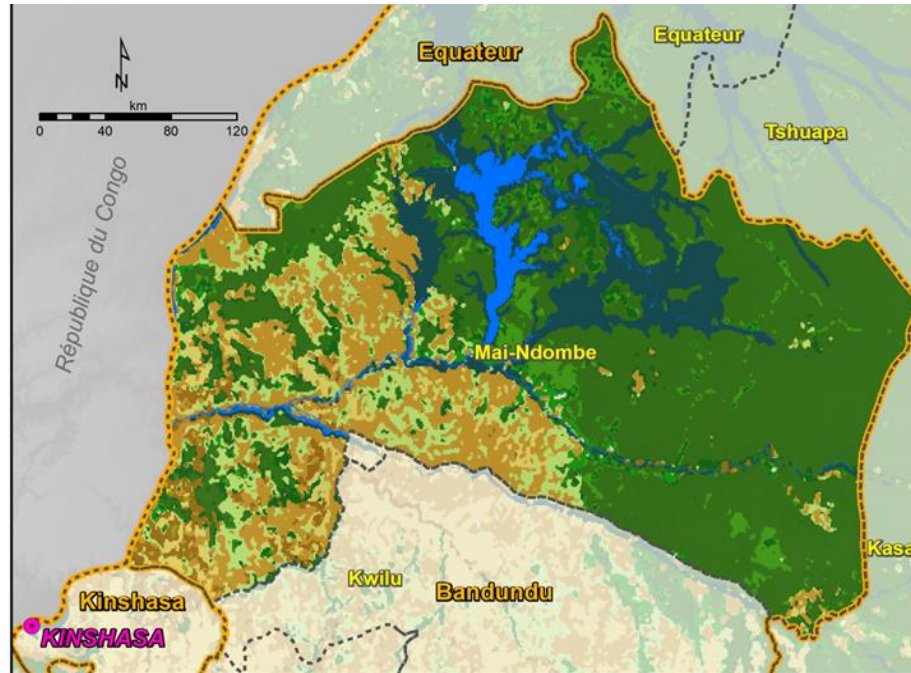 Equateur
Equateur
N
km
0 40 80 120
Tshuapa
République du Congo
Mai-Ndombe
Kasa
Kwilu
Bandundu
Kinshasa
KINSHASA